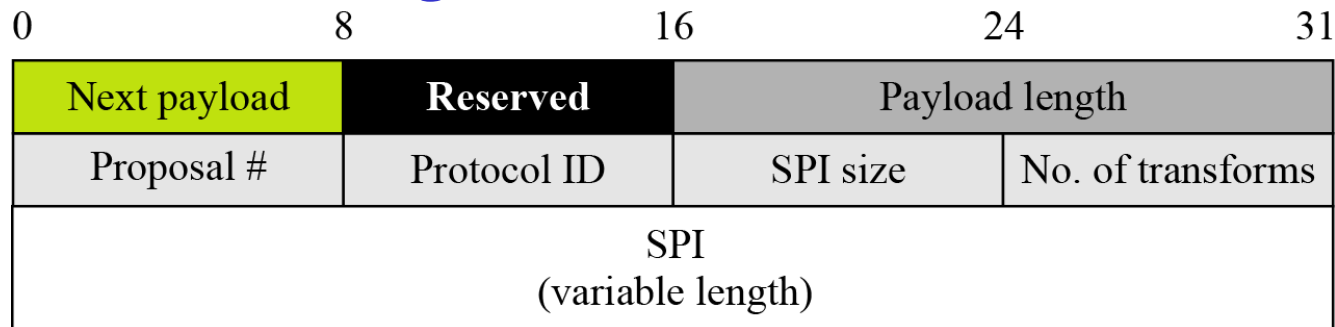 0 8 16 24 31
Next payload Reserved Payload length
Proposal # Protocol ID SPI size No. of transforms
SPI
(variable length)